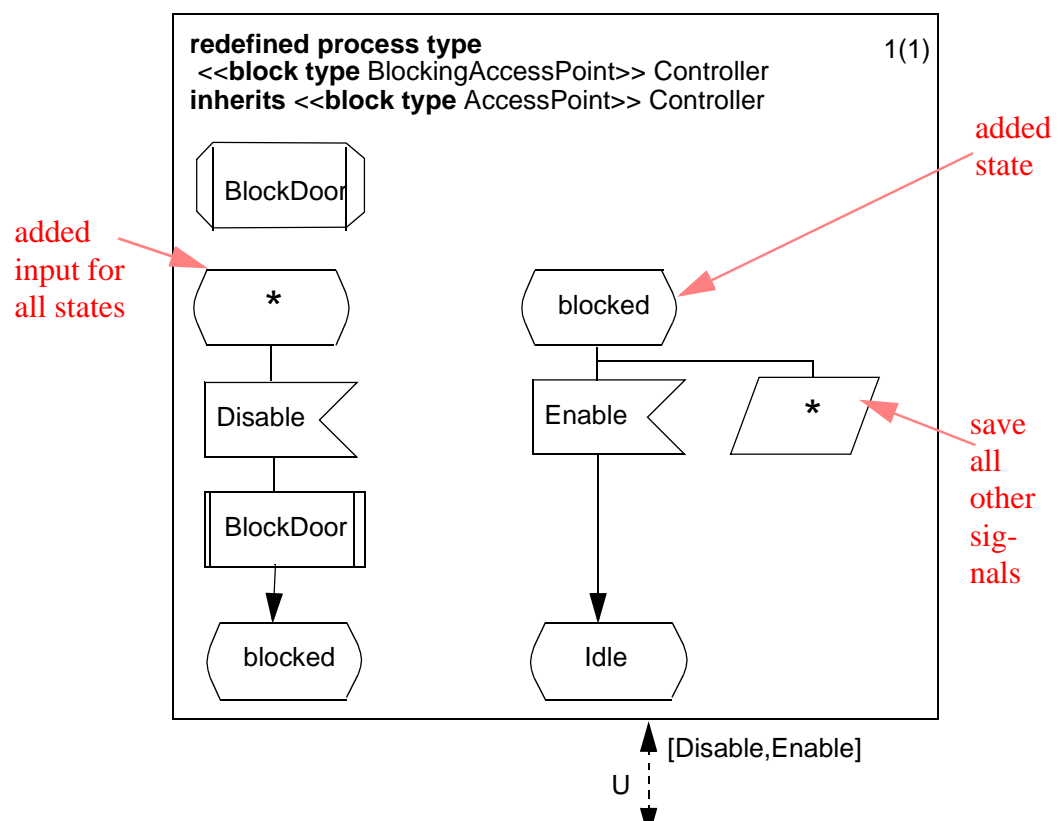 redefined process type
<<block type BlockingAccessPoint>> Controller
inherits <<block type AccessPoint>> Controller
1(1)
added
state
BlockDoor
added
input for
all states
*
blocked
Disable
Enable
*
save
all
other
sig-
nals
BlockDoor
blocked
Idle
[Disable,Enable]
U